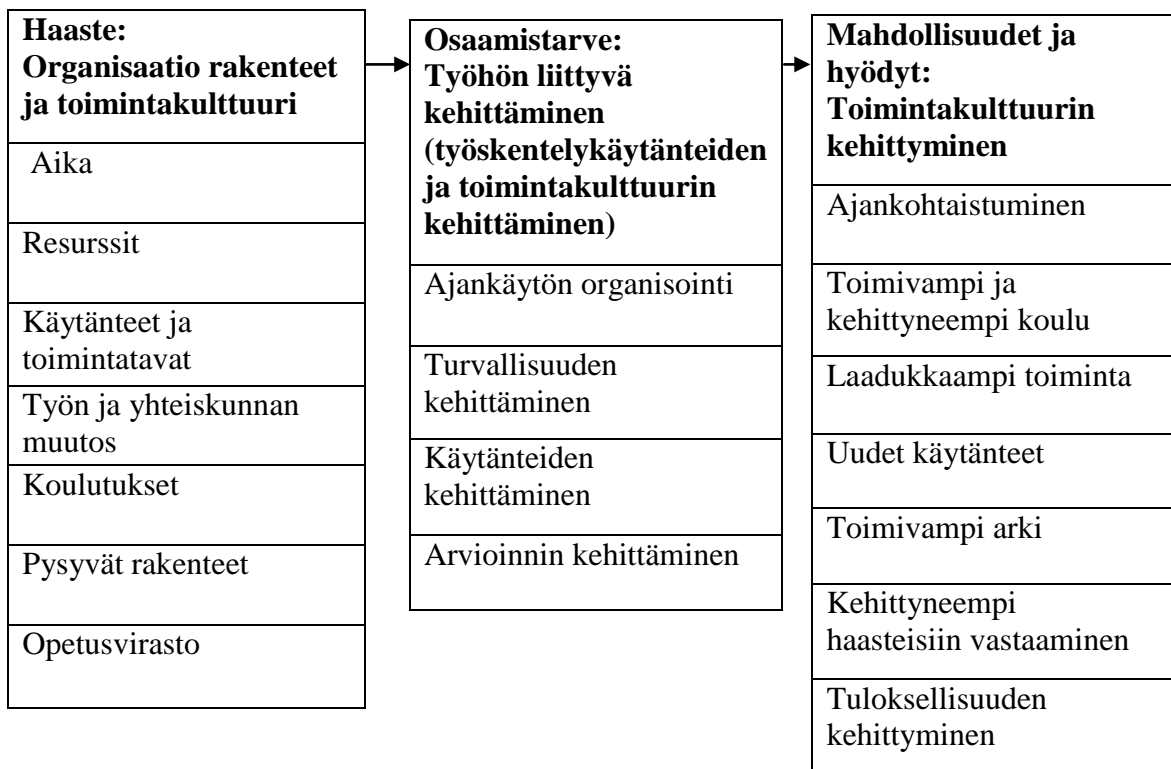 Haaste:
Organisaatio rakenteet
ja toimintakulttuuri
Aika
Resurssit
Käytänteet ja
toimintatavat
Työn ja yhteiskunnan
muutos
Koulutukset
Pysyvät rakenteet
Opetusvirasto
Osaamistarve:
Työhön liittyvä
kehittäminen
(työskentelykäytänteiden
ja toimintakulttuurin
kehittäminen)
Ajankäytön organisointi
Turvallisuuden
kehittäminen
Käytänteiden
kehittäminen
Arvioinnin kehittäminen
Mahdollisuudet ja
hyödyt:
Toimintakulttuurin
kehittyminen
Ajankohtaistuminen
Toimivampi ja
kehittyneempi koulu
Laadukkaampi toiminta
Uudet käytänteet
Toimivampi arki
Kehittyneempi
haasteisiin vastaaminen
Tuloksellisuuden
kehittyminen